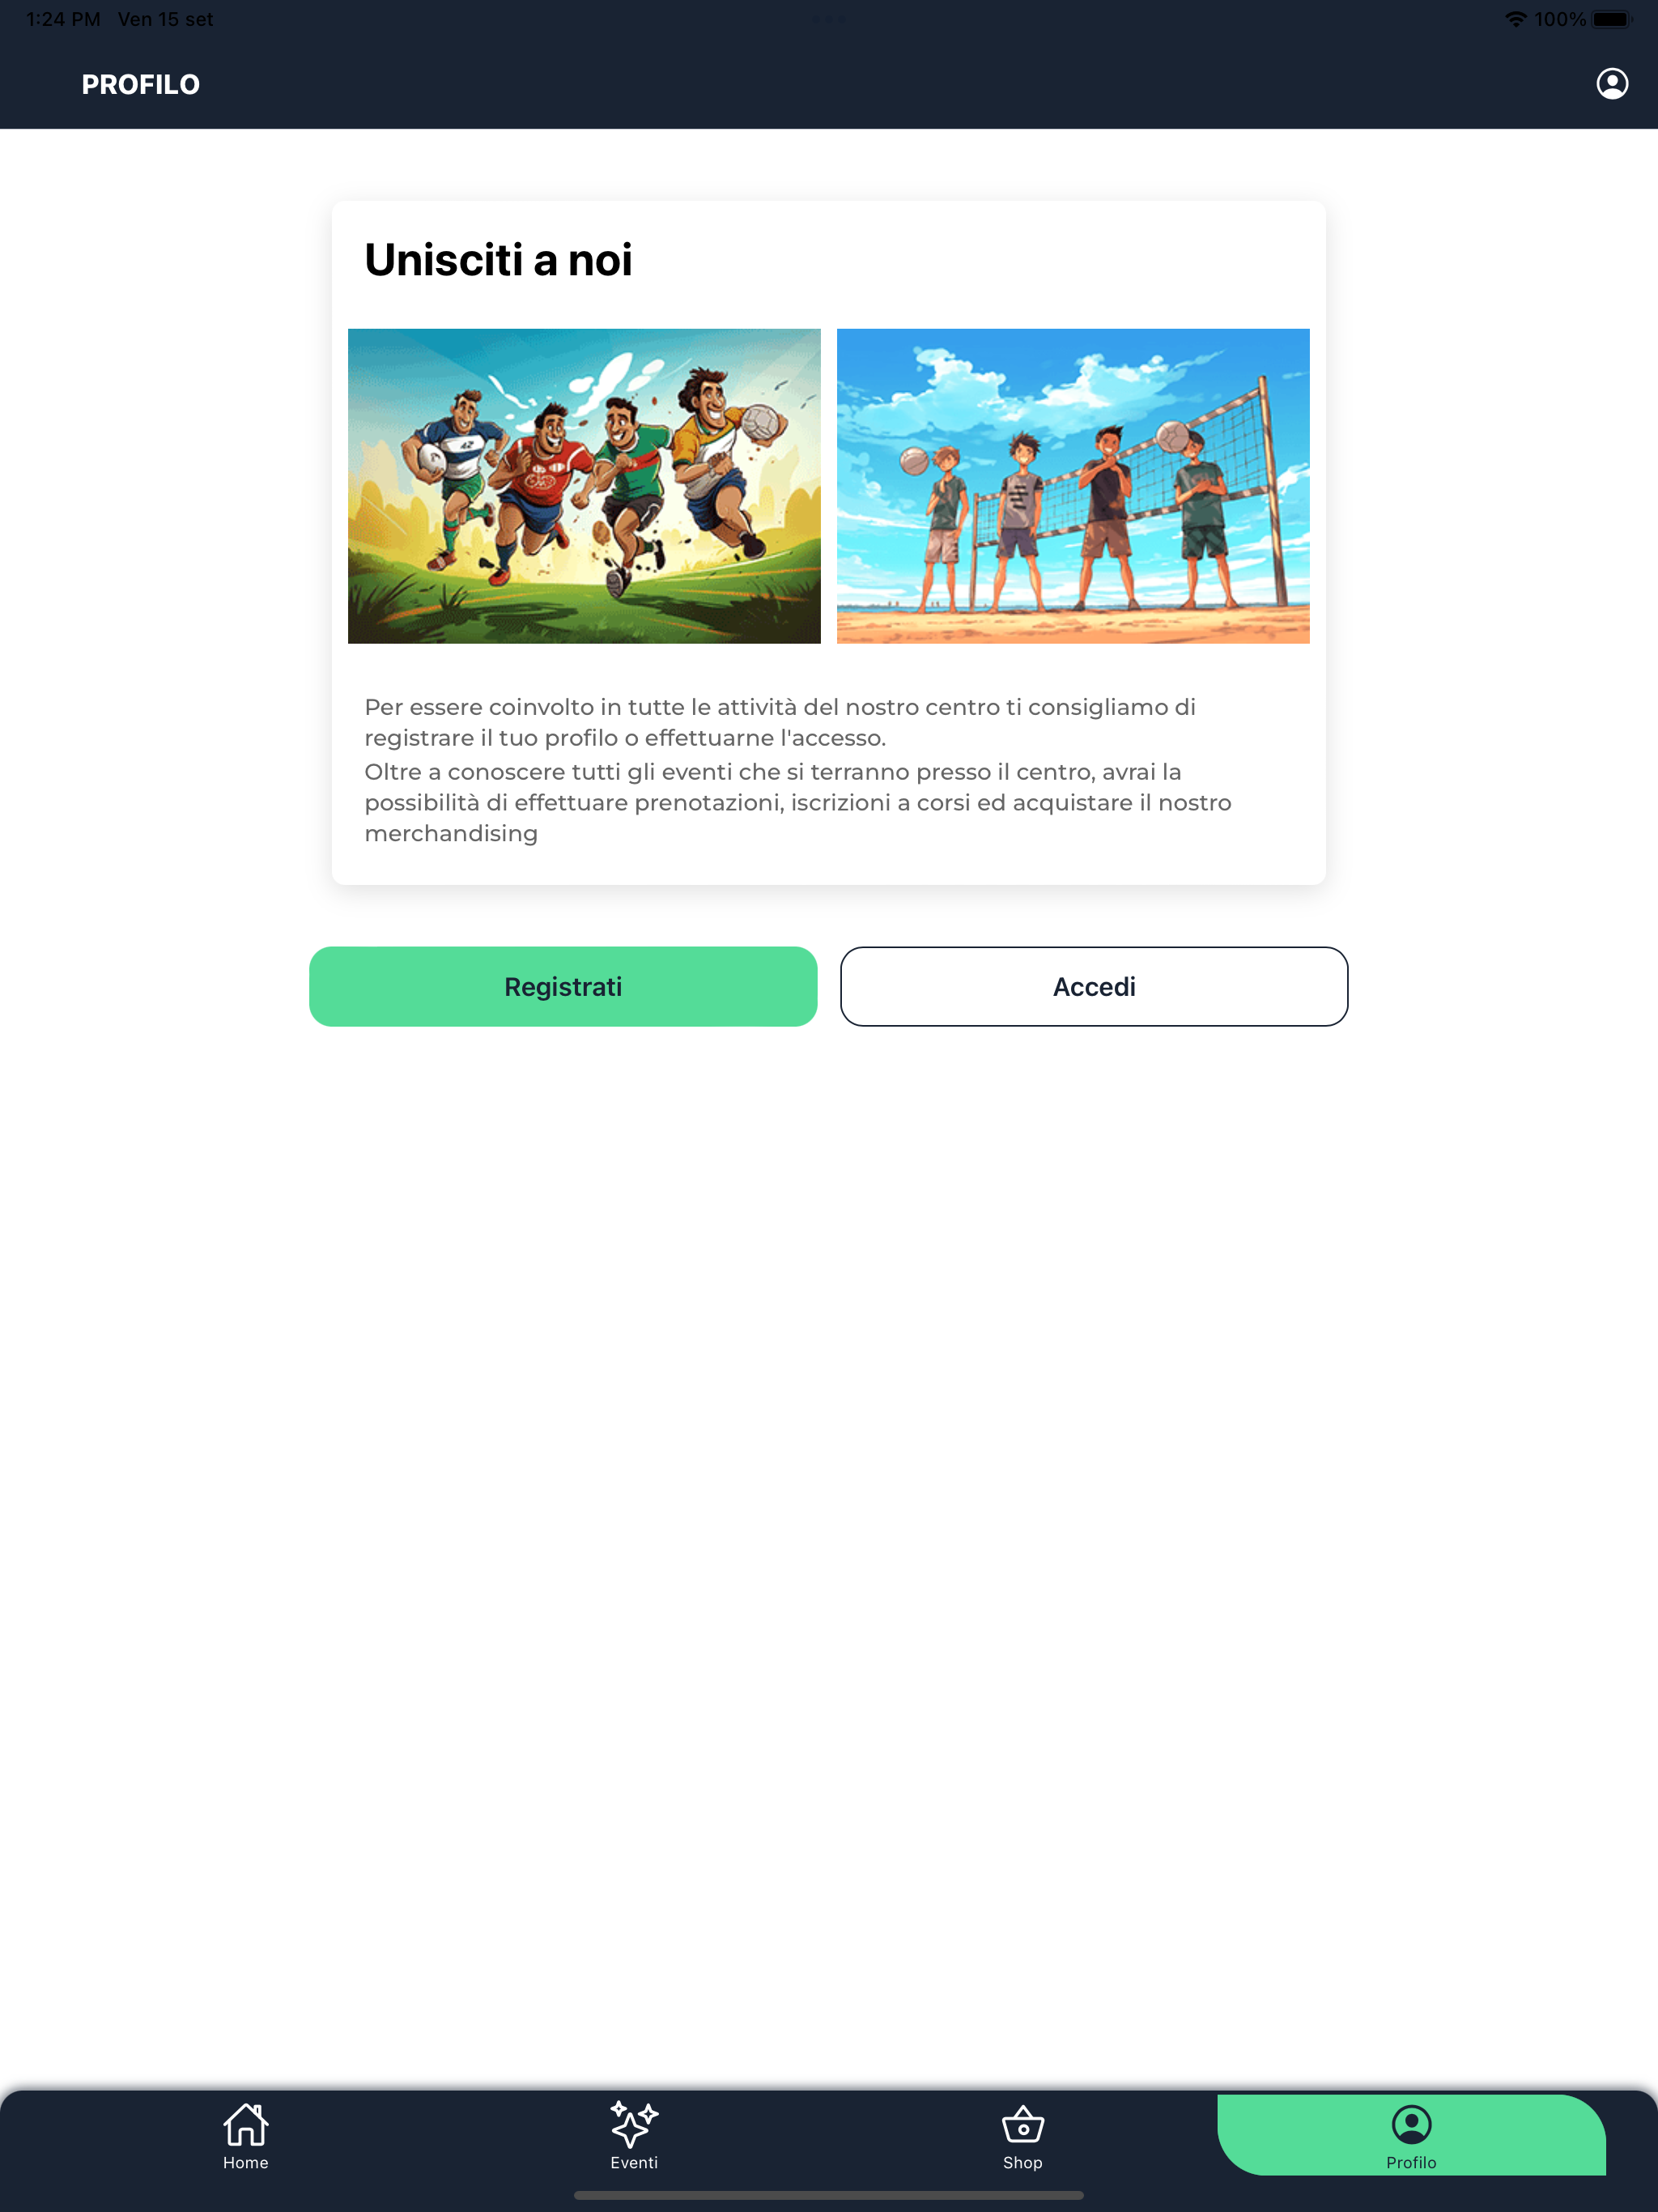 1:24 PM Ven 15 set
100%
PROFILO
Unisciti a noi
42
Per essere coinvolto in tutte le attività del nostro centro ti consigliamo di
registrare il tuo profilo o effettuarne l'accesso.
Oltre a conoscere tutti gli eventi che si terranno presso il centro, avrai la
possibilità di effettuare prenotazioni, iscrizioni a corsi ed acquistare il nostro
merchandising
Registrati
Accedi
Home
Eventi
Shop
Profilo